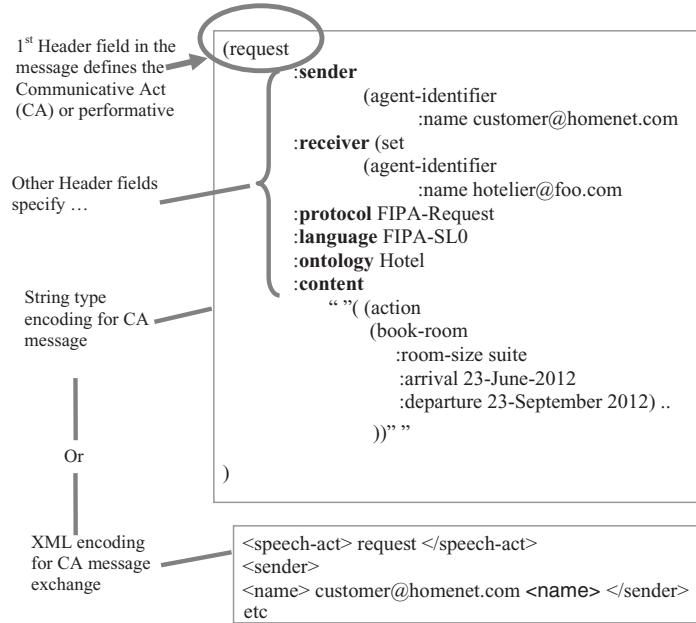 1st Header field in the
message defines the
Communicative Act
(CA) or performative
Other Header fields
specify …
String type
encoding for CA
message
Or
XML encoding
for CA message
exchange
(request
:sender
(agent-identifier
:name customer@homenet.com
:receiver (set
(agent-identifier
:name hotelier@foo.com
:protocol FIPA-Request
:language FIPA-SL0
:ontology Hotel
:content
“ ”( (action
(book-room
:room-size suite
:arrival 23-June-2012
:departure 23-September 2012) ..
))” ”
)
<speech-act> request </speech-act>
<sender>
<name> customer@homenet.com <name> </sender>
etc